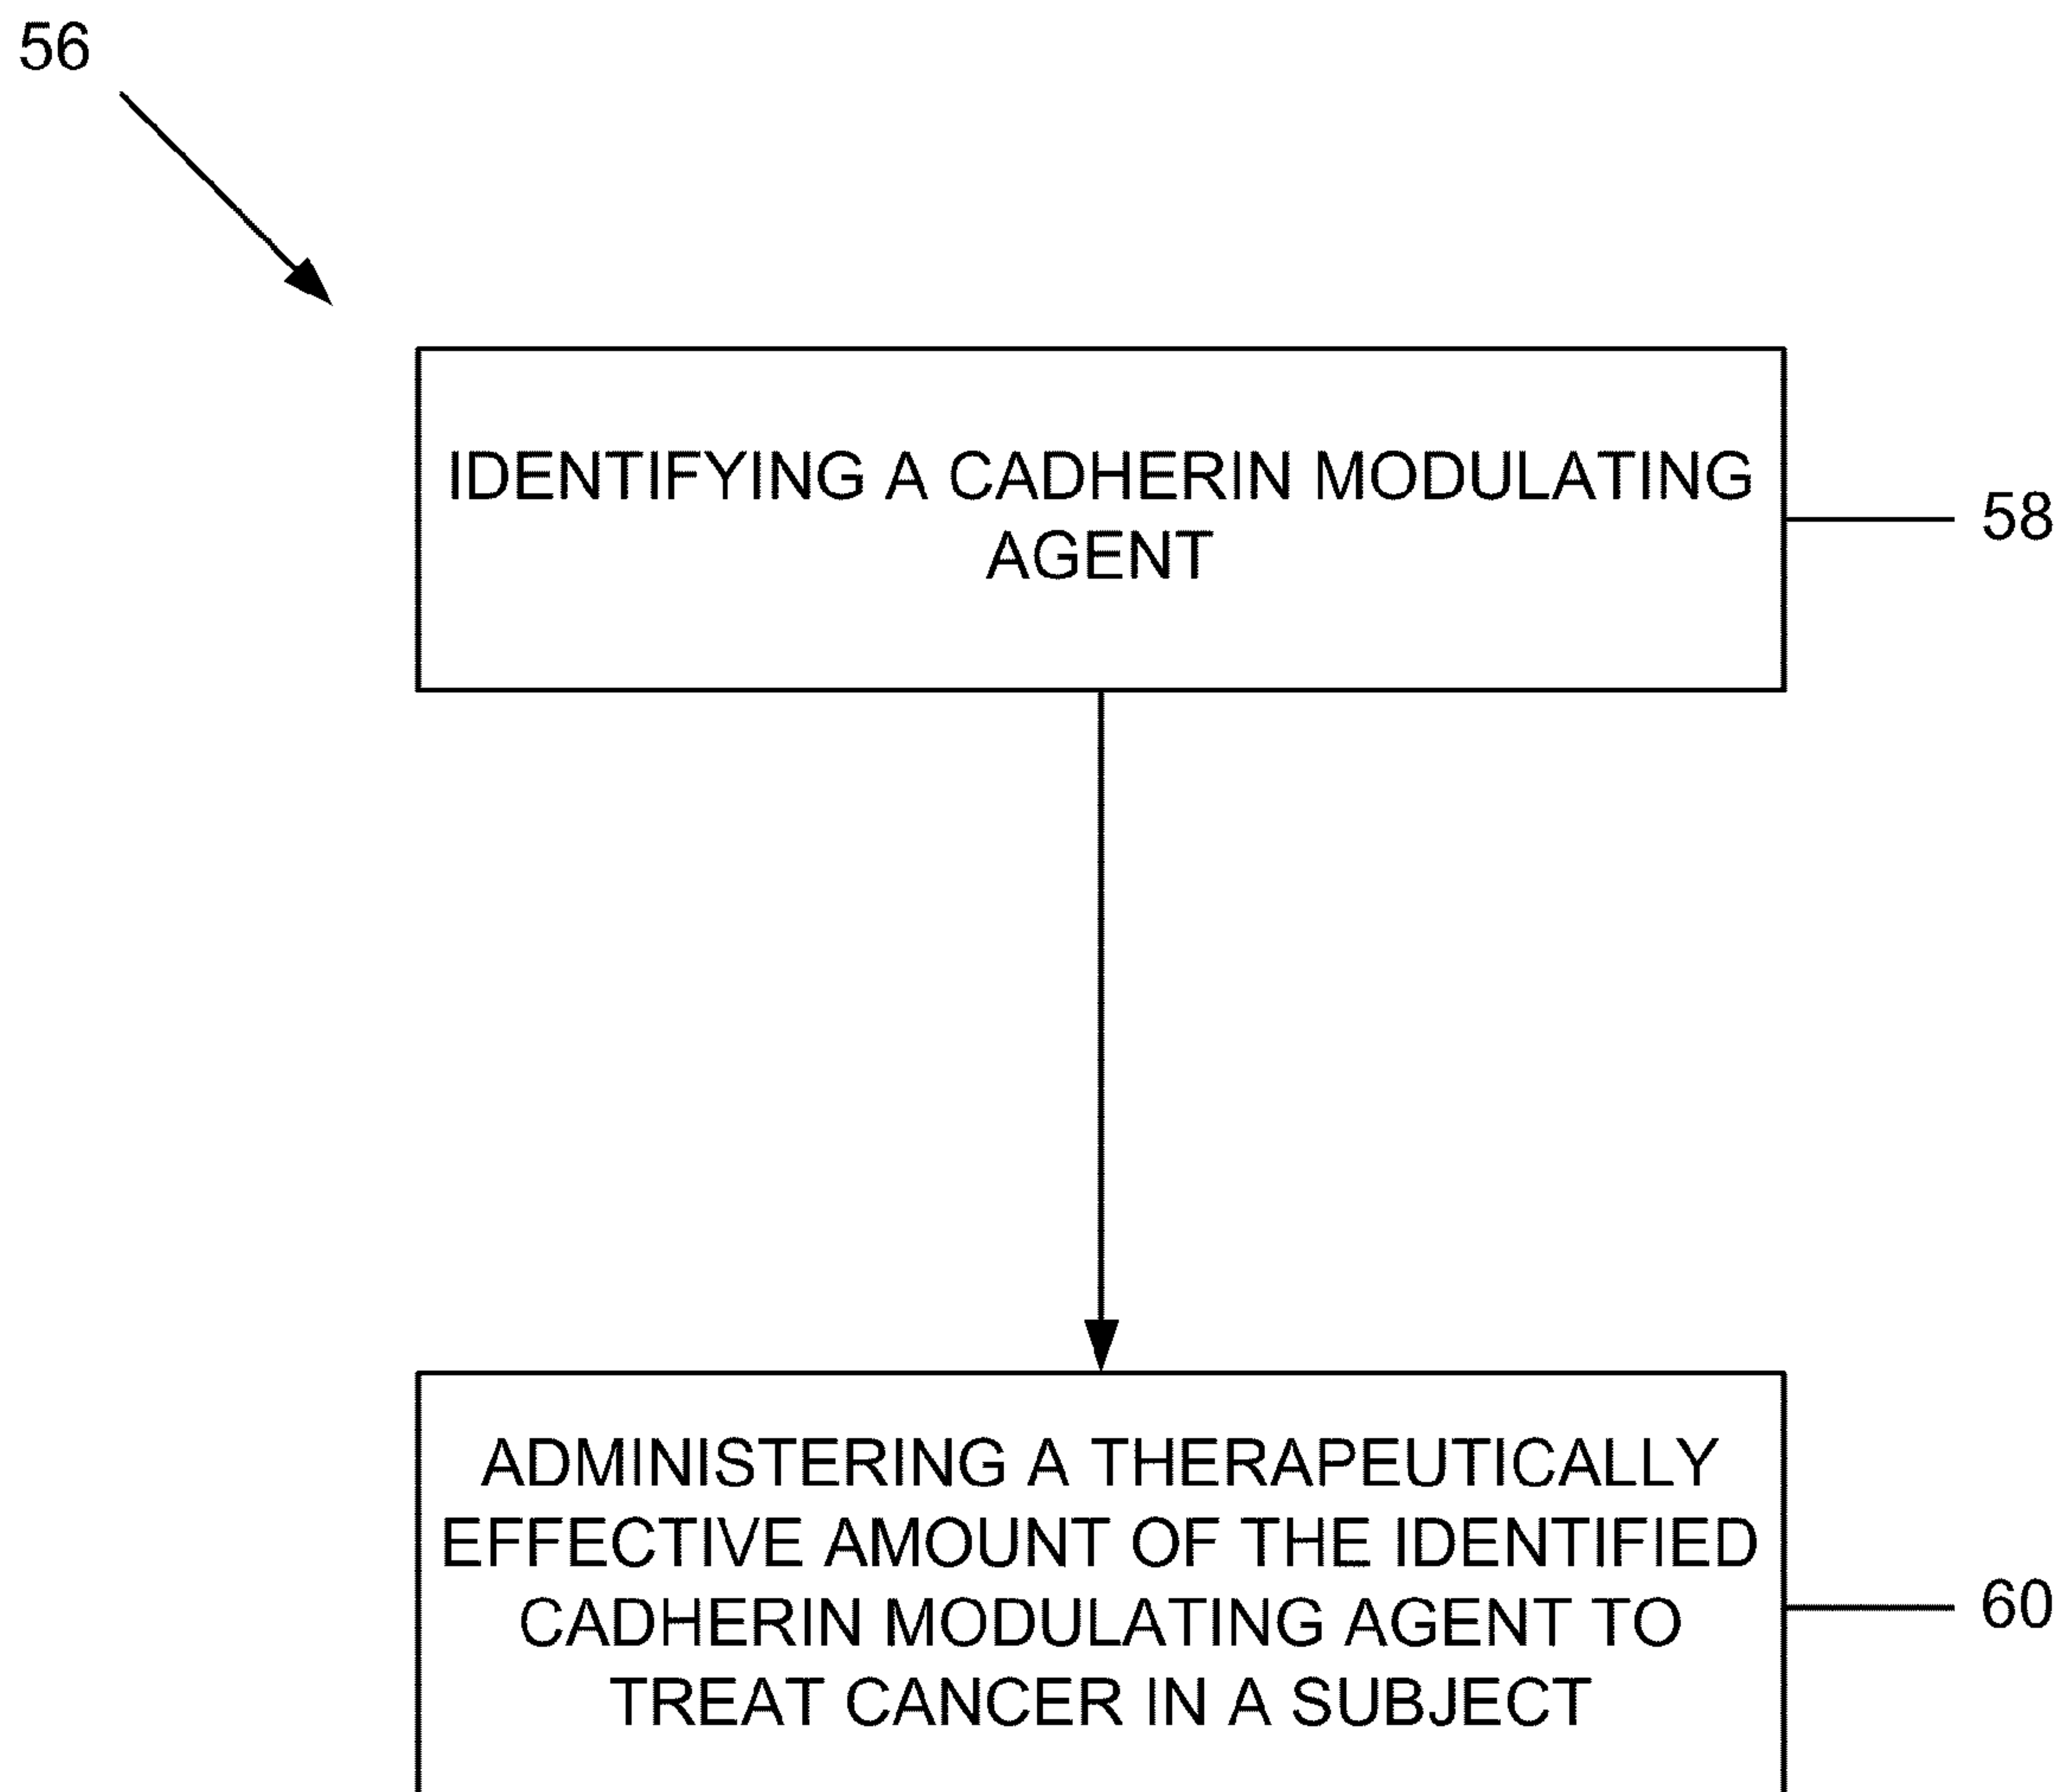 56
IDENTIFYING A CADHERIN MODULATING
AGENT
58
ADMINISTERING A THERAPEUTICALLY
EFFECTIVE AMOUNT OF THE IDENTIFIED
CADHERIN MODULATING AGENT TO
TREAT CANCER IN A SUBJECT
60